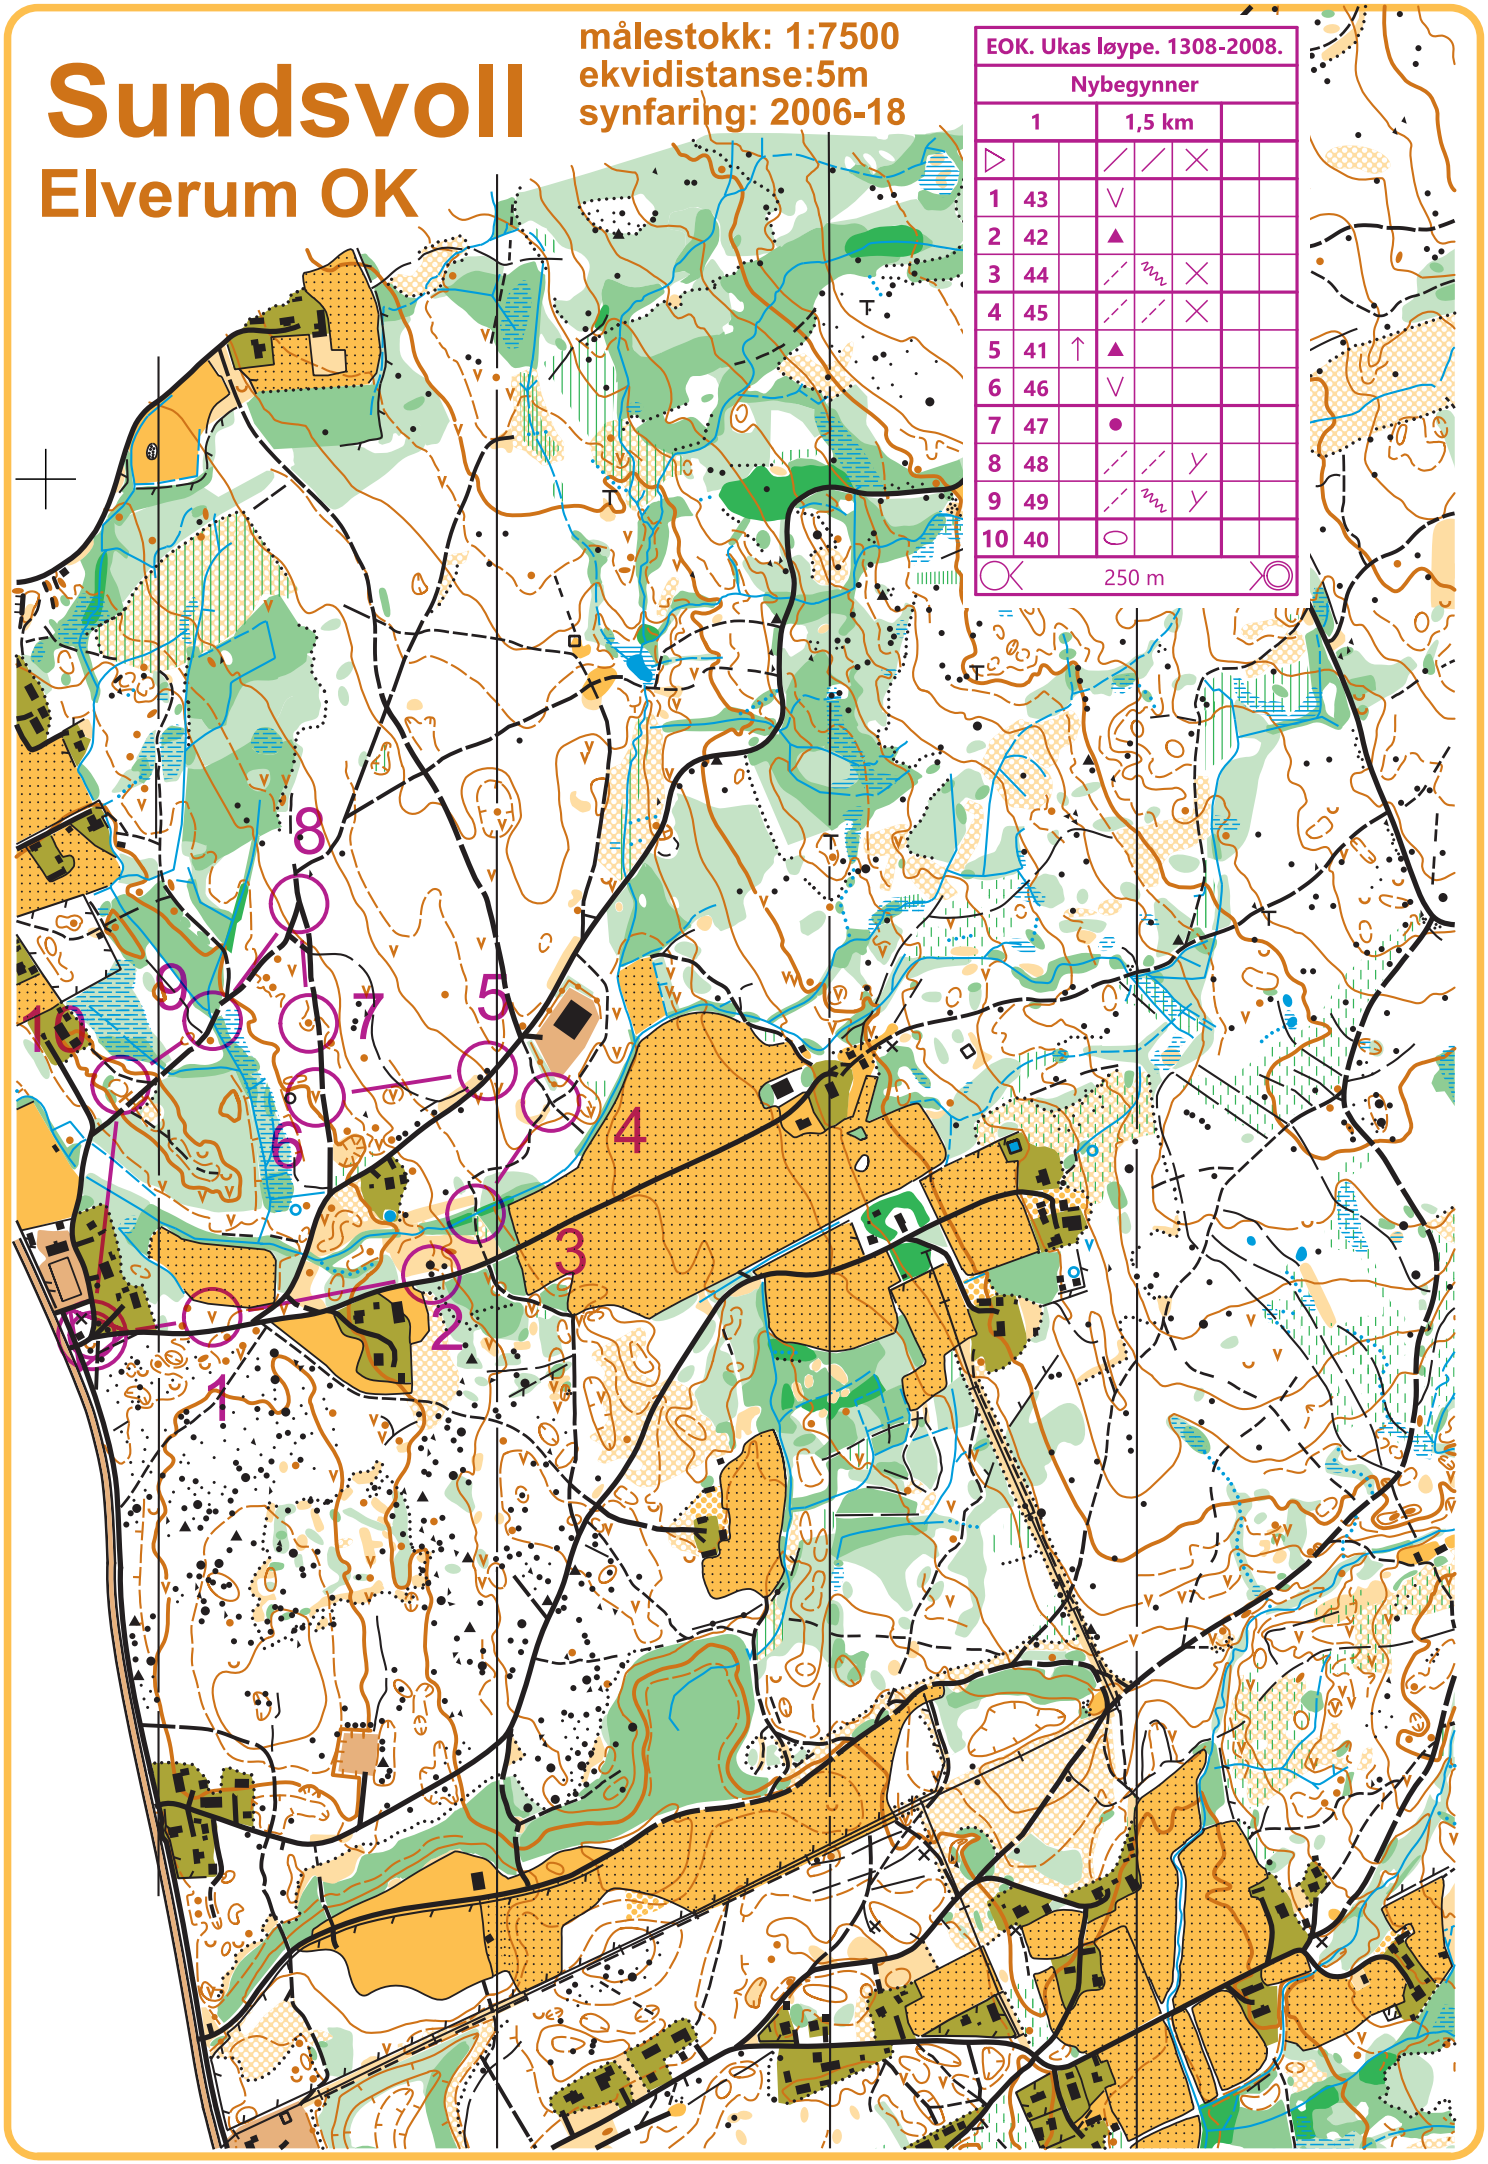 Sundsvoll
Elverum OK
målestokk: 1:7500
ekvidistanse:5m
synfaring: 2006-18
EOK. Ukas løype. 1308-2008.
Nybegynner
1 1,5 km
1 43
2 42
3 44
4 45
5 41
6 46
7 47
8 48
9 49
10 40
250 m
8
5
9
7
10
4
6
3
2
1